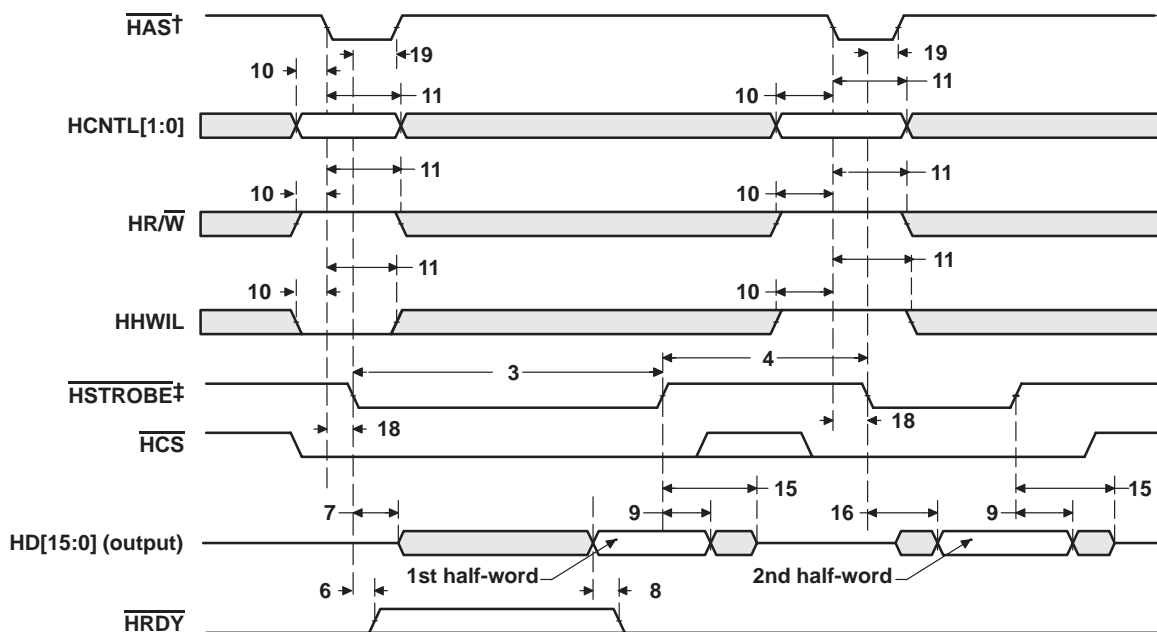 HAS†
19
19
10
11
10
11
HCNTL[1:0]
11
11
10
10
HR/W
11
11
10
10
HHWIL
3
4
HSTROBE‡
18
18
HCS
15
15
7
9
16
9
HD[15:0] (output)
1st half-word
2nd half-word
6
8
HRDY